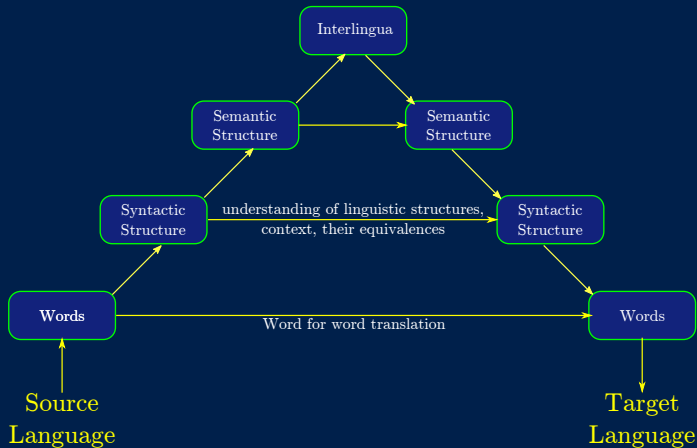 Interlingua
Semantic
Structure
Semantic
Structure
Syntactic
Structure
understanding of linguistic structures,
context, their equivalences
Syntactic
Structure
Words
Word for word translation
Words
Source
Language
Target
Language